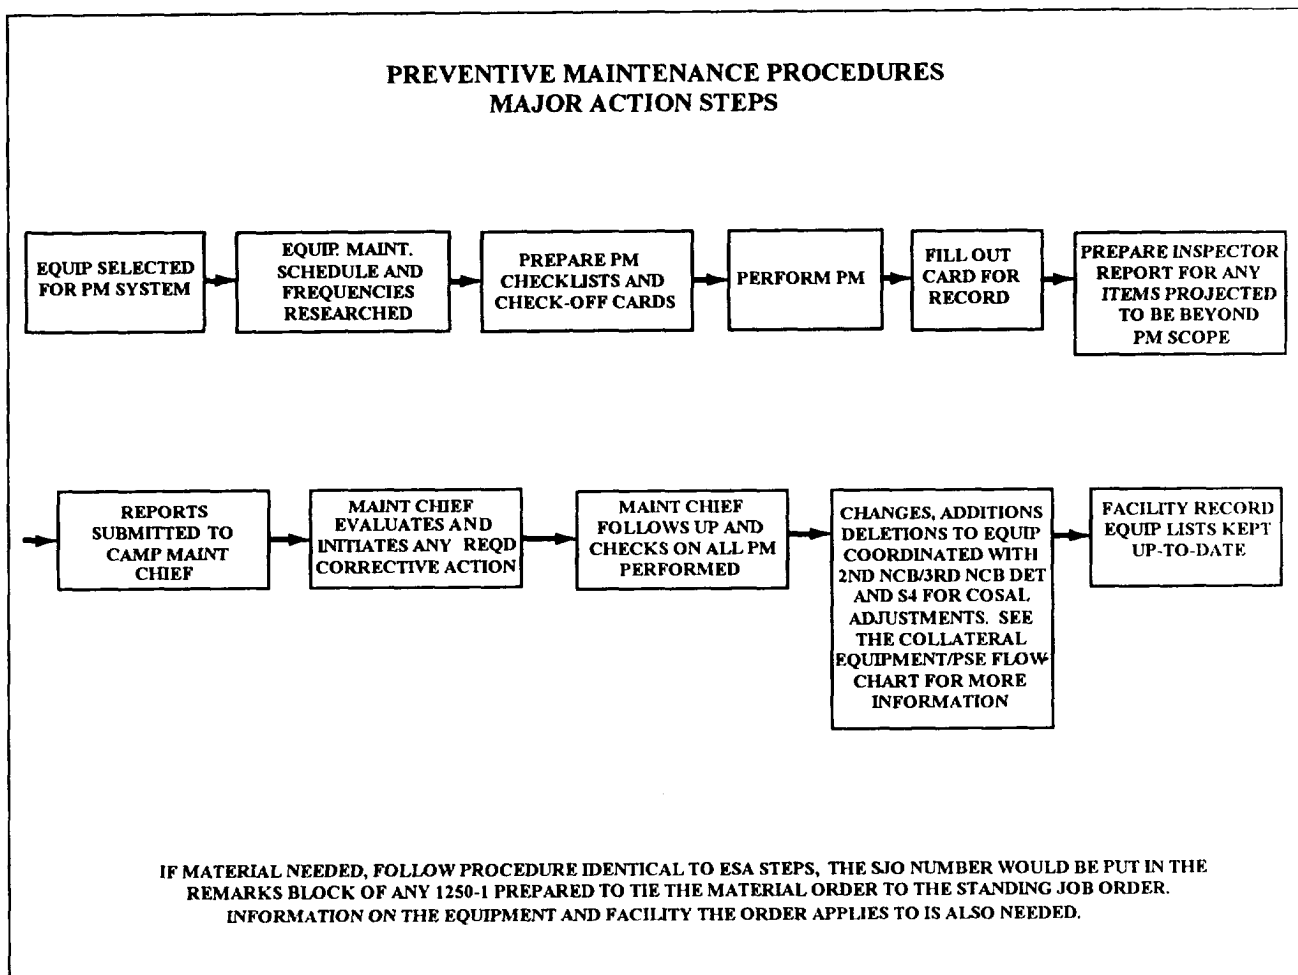 PREVENTIVE MAINTENANCE PROCEDURES
MAJOR ACTION STEPS
EQUIP SELECTED
FOR PM SYSTEM
EQUIP. MAINT.
SCHEDULE AND
FREQUENCIES
RESEARCHED
PREPARE PM
CHECKLISTS AND
CHECK-OFF CARDS
PERFORM PM
FILL OUT
CARD FOR
RECORD
PREPARE INSPECTOR
REPORT FOR ANY
ITEMS PROJECTED
TO BE BEYOND
PM SCOPE
REPORTS
SUBMITTED TO
CAMP MAINT
CHIEF
MAINT CHIEF
EVALUATES AND
INITIATES ANY REQD
CORRECTIVE ACTION
MAINT CHIEF
FOLLOWS UP AND
CHECKS ON ALL PM
PERFORMED
CHANGES, ADDITIONS
DELETIONS TO EQUIP
COORDINATED WITH
2ND NCB/3RD NCB DET
AND S4 FOR COSAL
ADJUSTMENTS. SEE
THE COLLATERAL
EQUIPMENT/PSE FLOW-
CHART FOR MORE
INFORMATION
FACILITY RECORD
EQUIP LISTS KEPT
UP-TO-DATE
IF MATERIAL NEEDED, FOLLOW PROCEDURE IDENTICAL TO ESA STEPS, THE SJO NUMBER WOULD BE PUT IN THE
REMARKS BLOCK OF ANY 1250-1 PREPARED TO TIE THE MATERIAL ORDER TO THE STANDING JOB ORDER.
INFORMATION ON THE EQUIPMENT AND FACILITY THE ORDER APPLIES TO IS ALSO NEEDED.